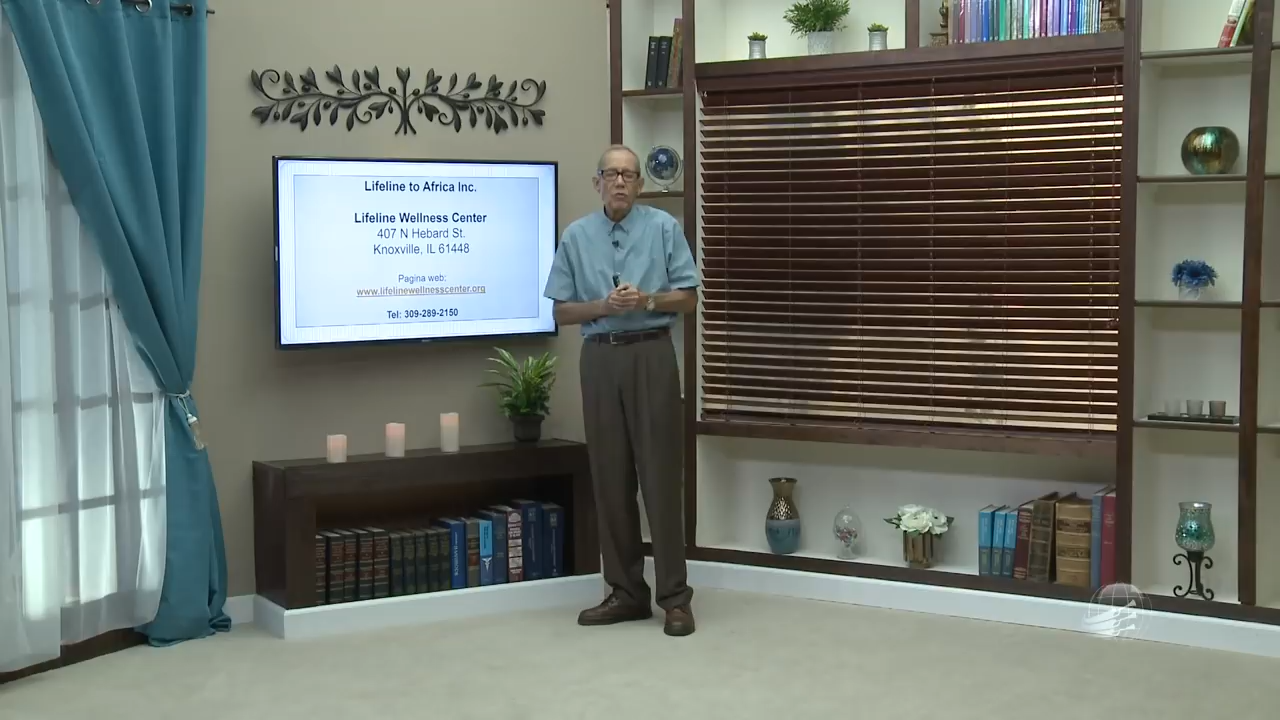 Lifeline to Africa Inc.
Lifeline Wellness Center
407 N Hebard St.
Knoxville, IL 61448
Pagina web:
www.lifelinewellnesscenter.org
Tel: 309-289-2150